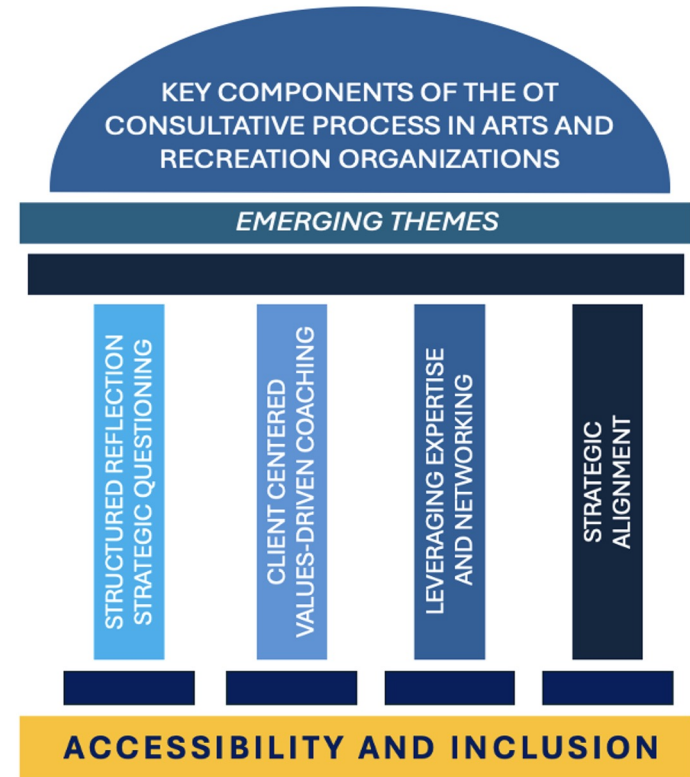 KEY COMPONENTS OF THE OT
CONSULTATIVE PROCESS IN ARTS AND
RECREATION ORGANIZATIONS
EMERGING THEMES
STRUCTURED REFLECTION
STRATEGIC QUESTIONING
CLIENT CENTERED
VALUES-DRIVEN COACHING
LEVERAGING EXPERTISE
AND NETWORKING
STRATEGIC
ALIGNMENT
ACCESSIBILITY AND INCLUSION